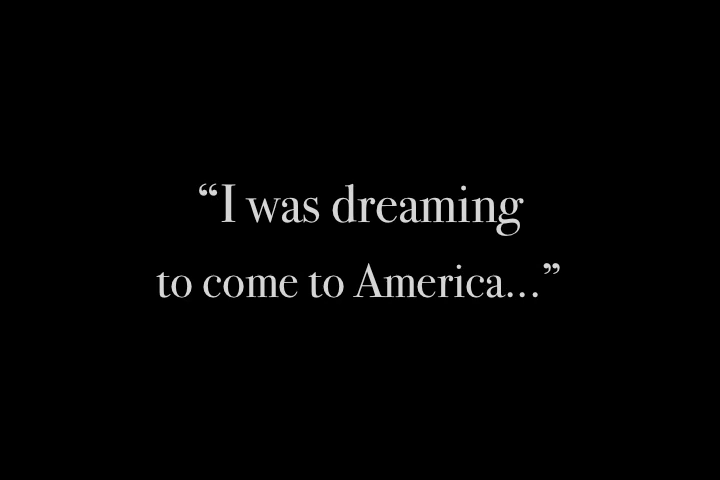 “I was dreaming
to come to America...”